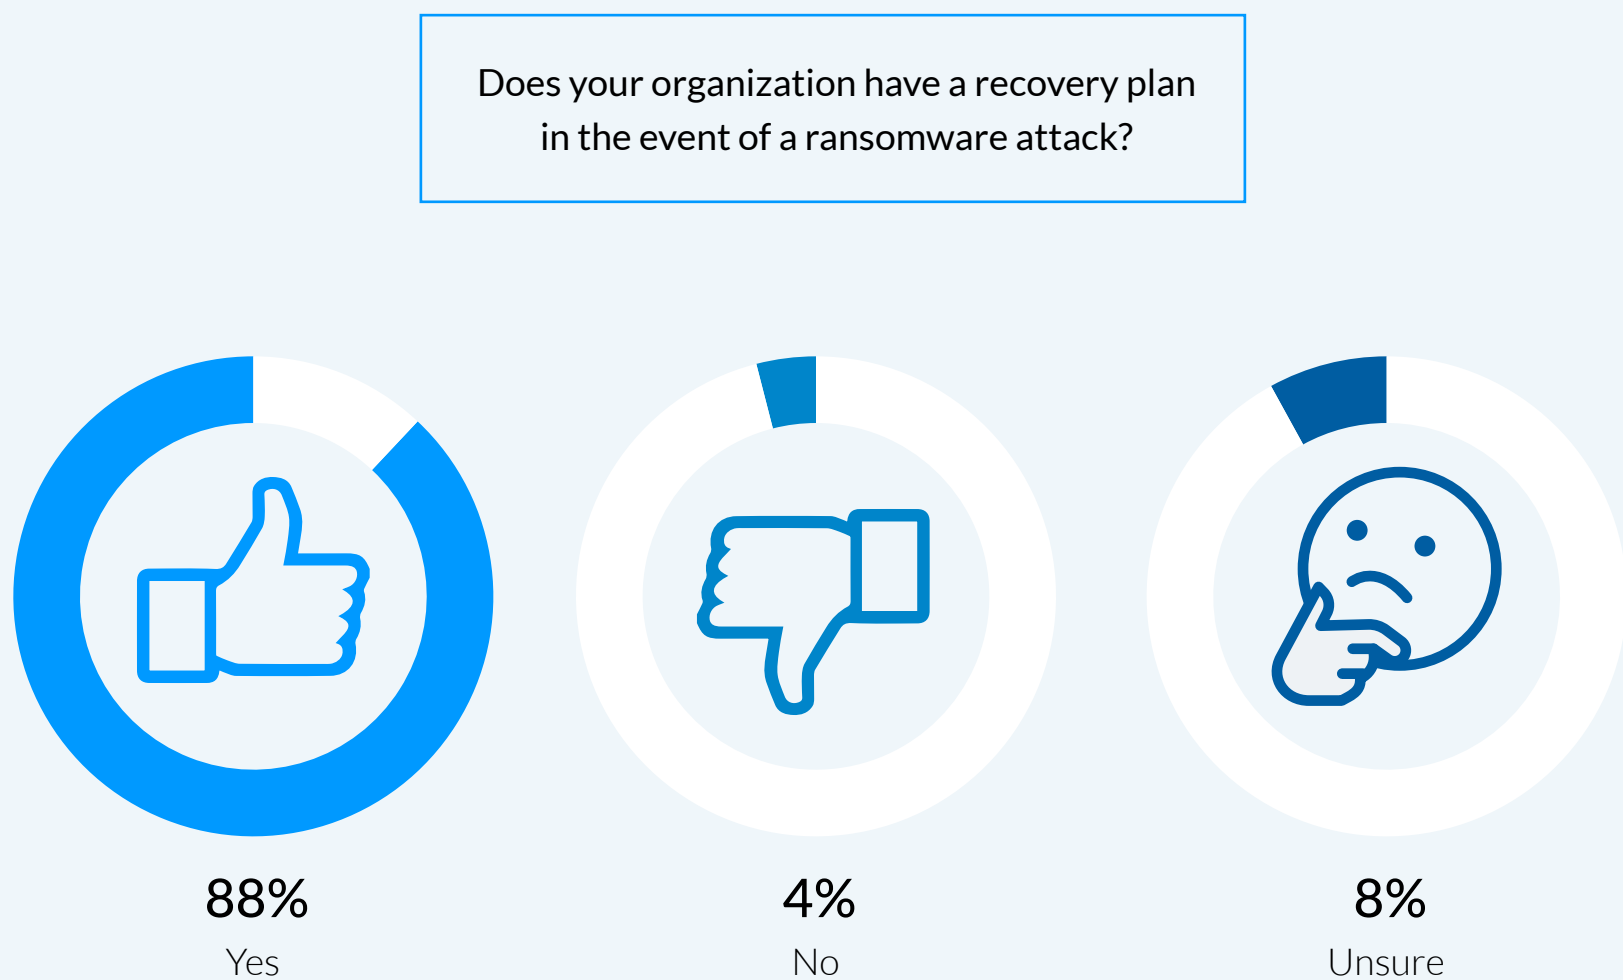 Does your organization have a recovery plan
in the event of a ransomware attack?
88%
Yes
4%
No
8%
Unsure